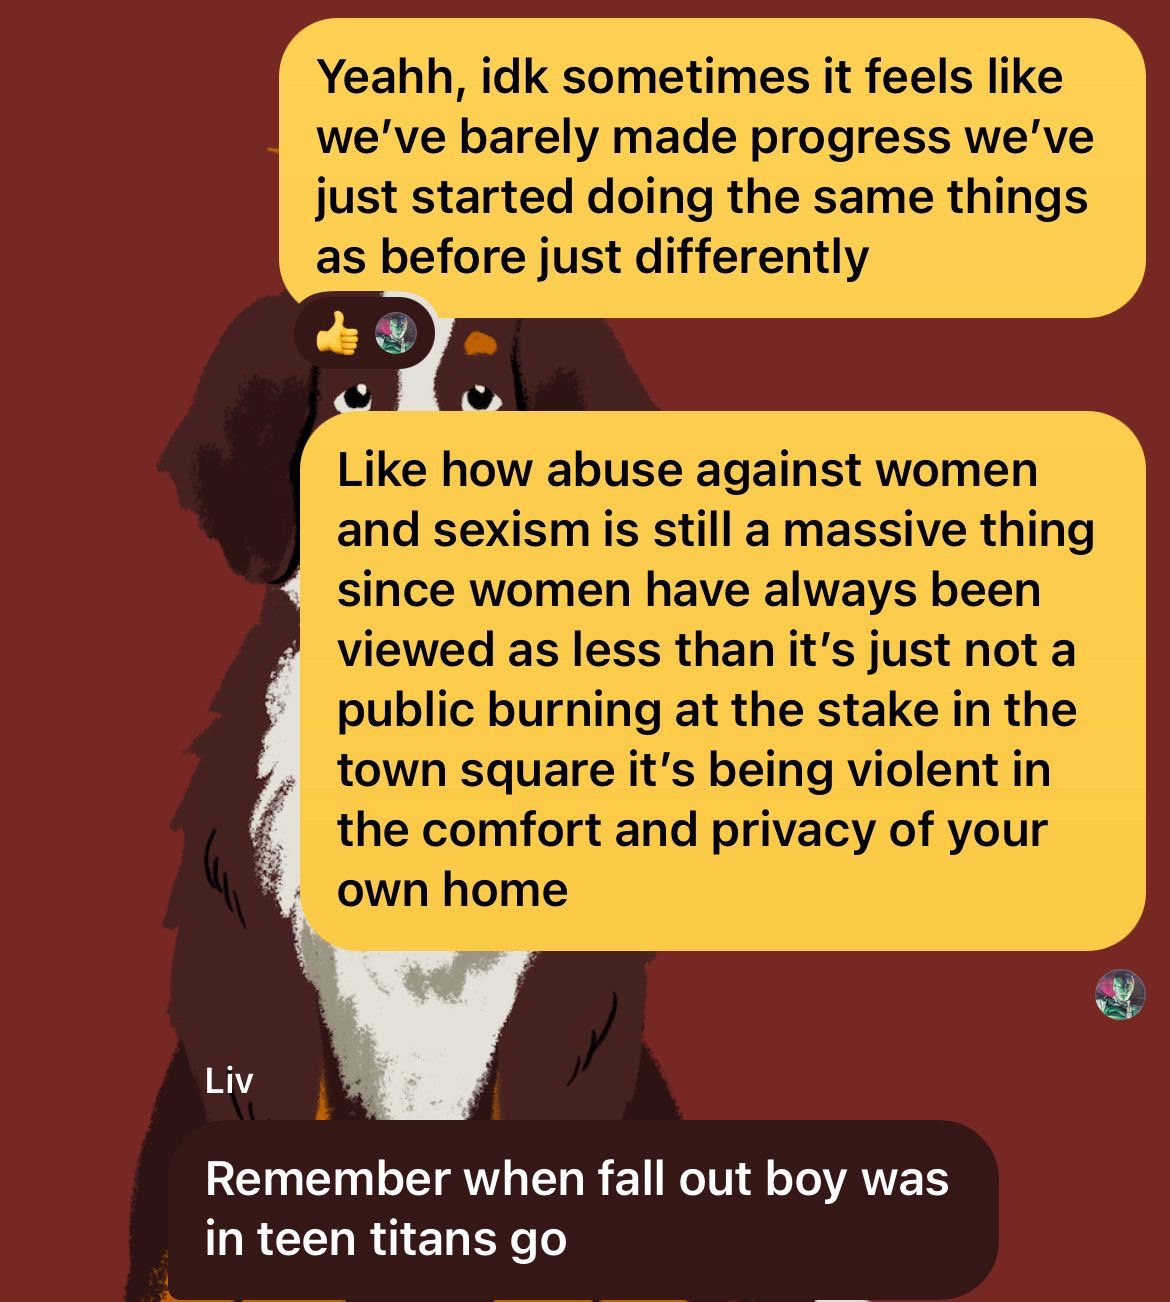 Yeahh, idk sometimes it feels like
we’ve barely made progress we’ve
just started doing the same things
as before just differently
Like how abuse against women
and sexism is still a massive thing
since women have always been
viewed as less than it’s just not a
public burning at the stake in the
town square it’s being violent in
the comfort and privacy of your
own home
Liv
Remember when fall out boy was
in teen titans go